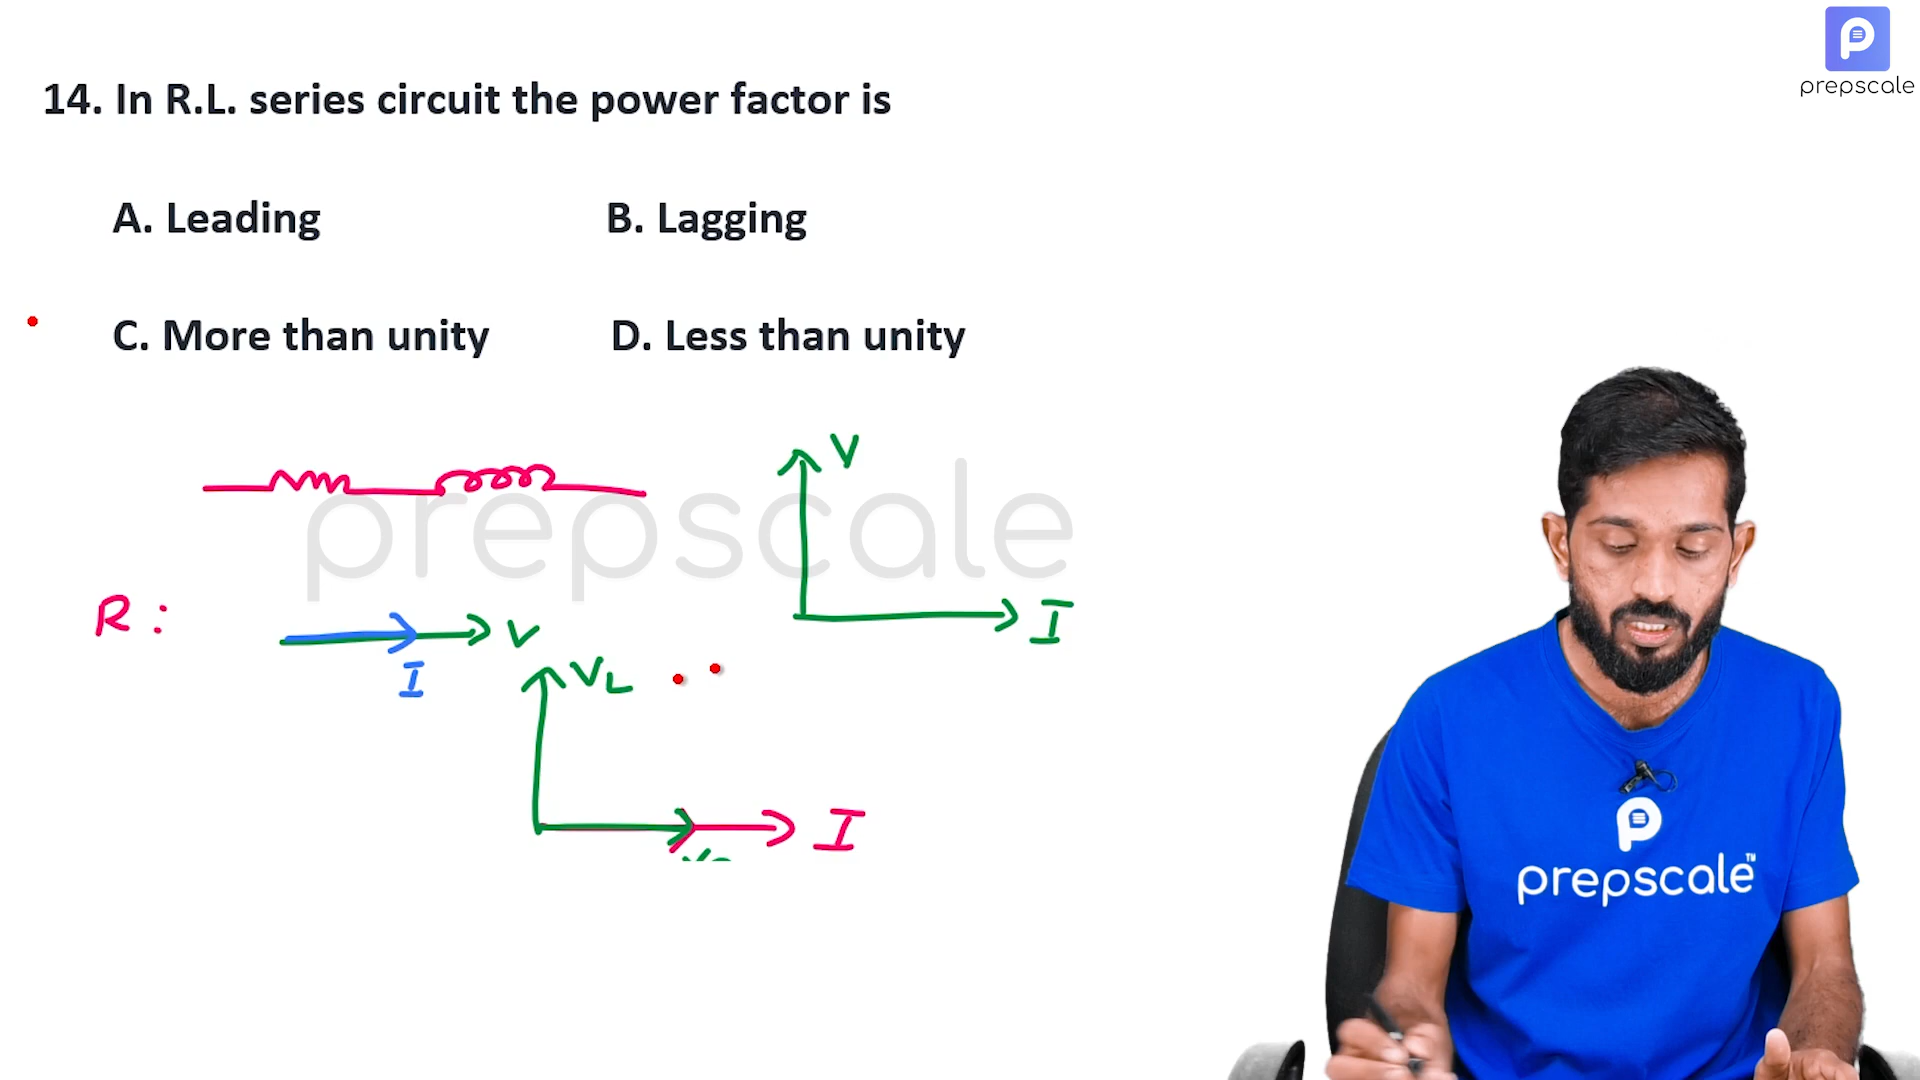 prepscale
14. In R.L. series circuit the power factor is
A. Leading
B. Lagging
C. More than unity
D. Less than unity
V
prepscale
R :
V
I
I
VL
I
prepscale™